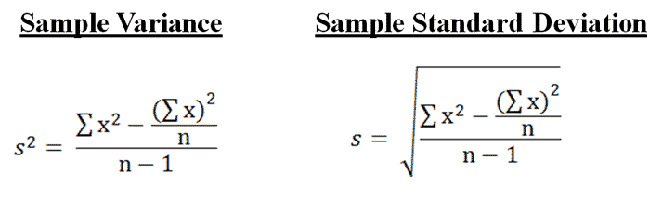 Sample Variance
s² = (∑x² − (∑x)²/n)/(n − 1)
Sample Standard Deviation
s = √((∑x² − (∑x)²/n)/(n − 1))